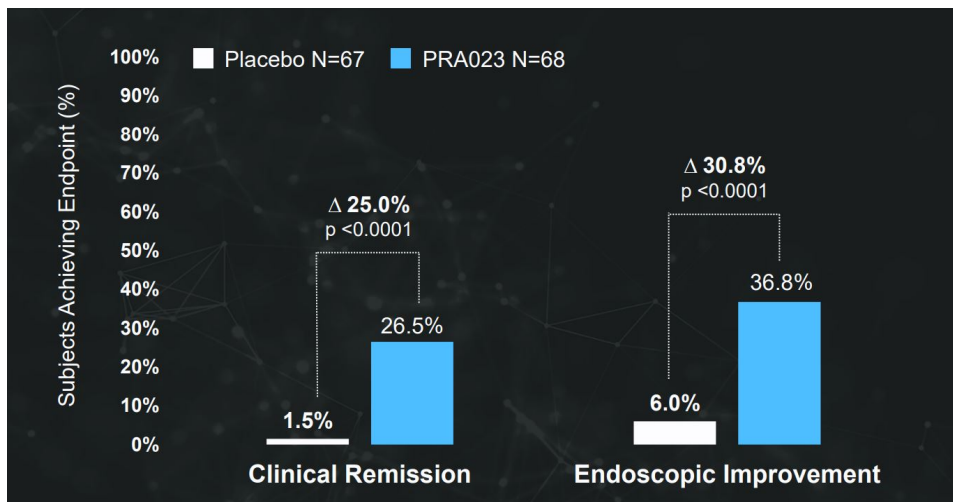 Placebo N=67 PRA023 N=68
Subjects Achieving Endpoint (%)
100%
90%
80%
70%
60%
50%
40%
30%
20%
10%
0%
Δ 25.0%
p <0.0001
1.5%
26.5%
Clinical Remission
Δ 30.8%
p <0.0001
6.0%
36.8%
Endoscopic Improvement